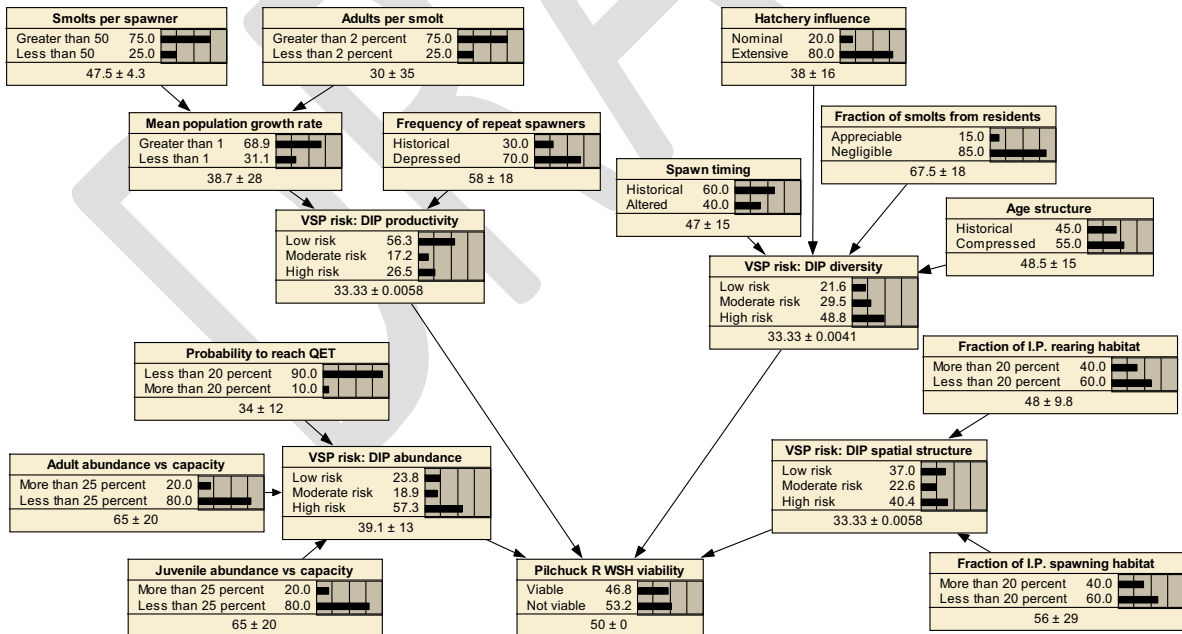 Smolts per spawner
Greater than 50 75.0
Less than 50 25.0
47.5 ± 4.3
Adults per smolt
Greater than 2 percent 75.0
Less than 2 percent 25.0
30 ± 35
Hatchery influence
Nominal 20.0
Extensive 80.0
38 ± 16
Mean population growth rate
Greater than 1 68.9
Less than 1 31.1
38.7 ± 28
Frequency of repeat spawners
Historical 30.0
Depressed 70.0
58 ± 18
Fraction of smolts from residents
Appreciable 15.0
Negligible 85.0
67.5 ± 18
Spawn timing
Historical 60.0
Altered 40.0
47 ± 15
Age structure
Historical 45.0
Compressed 55.0
48.5 ± 15
VSP risk: DIP productivity
Low risk 56.3
Moderate risk 17.2
High risk 26.5
33.33 ± 0.0058
VSP risk: DIP diversity
Low risk 21.6
Moderate risk 29.5
High risk 48.8
33.33 ± 0.0041
Probability to reach QET
Less than 20 percent 90.0
More than 20 percent 10.0
34 ± 12
Fraction of I.P. rearing habitat
More than 20 percent 40.0
Less than 20 percent 60.0
48 ± 9.8
Adult abundance vs capacity
More than 25 percent 20.0
Less than 25 percent 80.0
65 ± 20
VSP risk: DIP abundance
Low risk 23.8
Moderate risk 18.9
High risk 57.3
39.1 ± 13
VSP risk: DIP spatial structure
Low risk 37.0
Moderate risk 22.6
High risk 40.4
33.33 ± 0.0058
Juvenile abundance vs capacity
More than 25 percent 20.0
Less than 25 percent 80.0
65 ± 20
Pilchuck R WSH viability
Viable 46.8
Not viable 53.2
50 ± 0
Fraction of I.P. spawning habitat
More than 20 percent 40.0
Less than 20 percent 60.0
56 ± 29